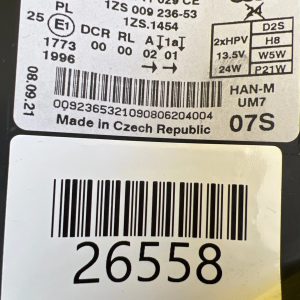 1ZS 009 236-53
PL 1ZS.1454
25 E1 DCR RL A 1a
1773 00 00 02 01
1996
2xHPV D2S
13.5V H8
W5W
24W P21W
08.09.21
HAN-M
UM7
0092365321090806204004
Made in Czech Republic 07S
26558